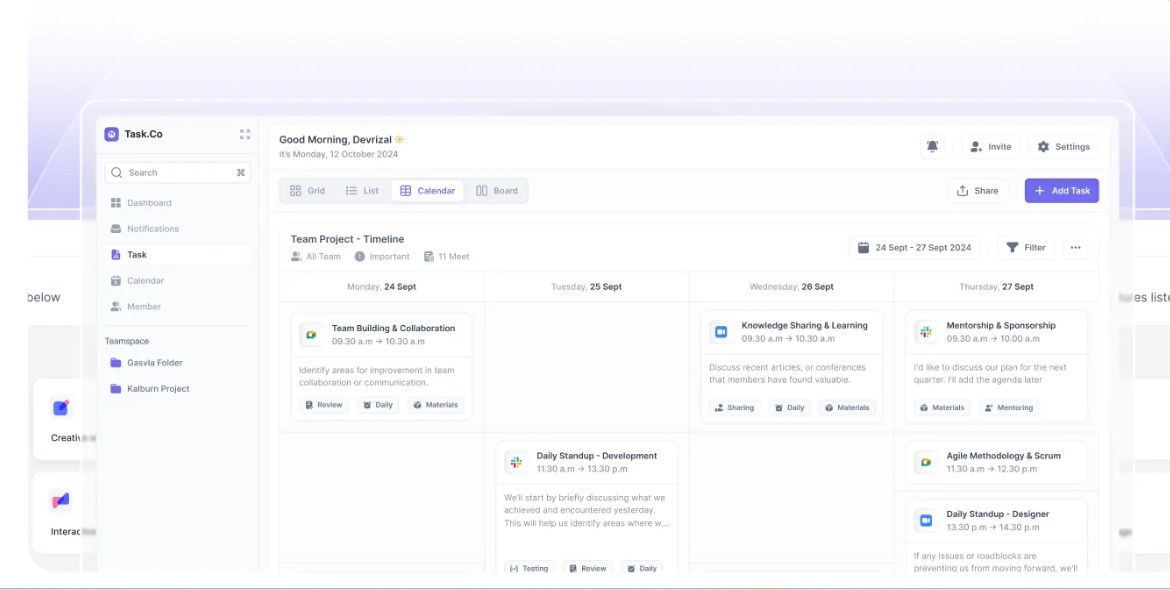 Task.Co
Search
⌘
Dashboard
Notifications
Task
Calendar
Member
Teamspace
Gasvla Folder
Kalburn Project
below
Good Morning, Devrizal ☀️
It's Monday, 12 October 2024
Invite
Settings
Grid
List
Calendar
Board
Share
+ Add Task
Team Project - Timeline
All Team
Important
11 Meet
24 Sept - 27 Sept 2024
Filter
Monday, 24 Sept
Tuesday, 25 Sept
Wednesday, 26 Sept
Thursday, 27 Sept
Team Building & Collaboration
09.30 a.m → 10.30 a.m
Identify areas for improvement in team
collaboration or communication.
Review
Daily
Materials
Knowledge Sharing & Learning
09.30 a.m → 10.30 a.m
Discuss recent articles, or conferences
that members have found valuable.
Sharing
Daily
Materials
Mentorship & Sponsorship
09.30 a.m → 10.00 a.m
I'd like to discuss our plan for the next
quarter. I'll add the agenda later
Materials
Mentoring
Daily Standup - Development
11.30 a.m → 13.30 p.m
We'll start by briefly discussing what we
achieved and encountered yesterday.
This will help us identify areas where w...
Testing
Review
Daily
Agile Methodology & Scrum
11.30 a.m → 12.30 p.m
Daily Standup - Designer
13.30 p.m → 14.30 p.m
If any issues or roadblocks are
preventing us from moving forward, we'll